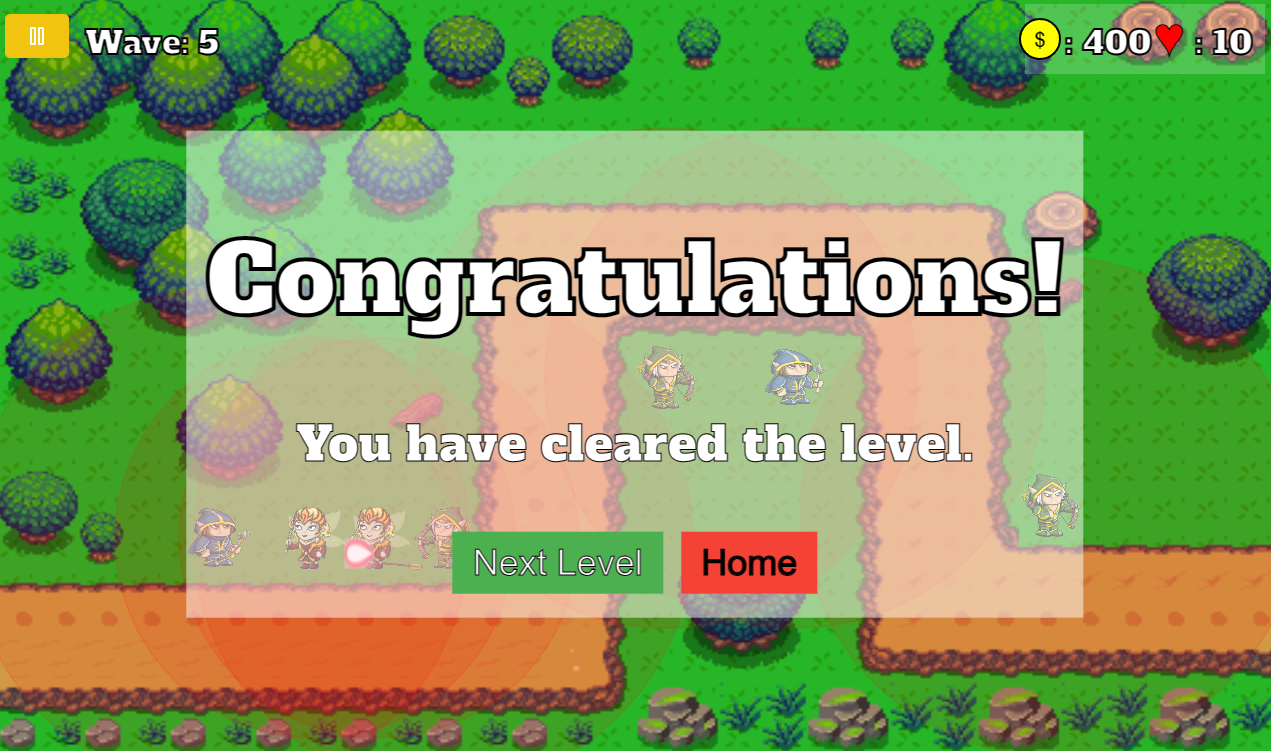 Wave: 5
$ : 400 ♥ : 10
Congratulations!
You have cleared the level.
Next Level
Home